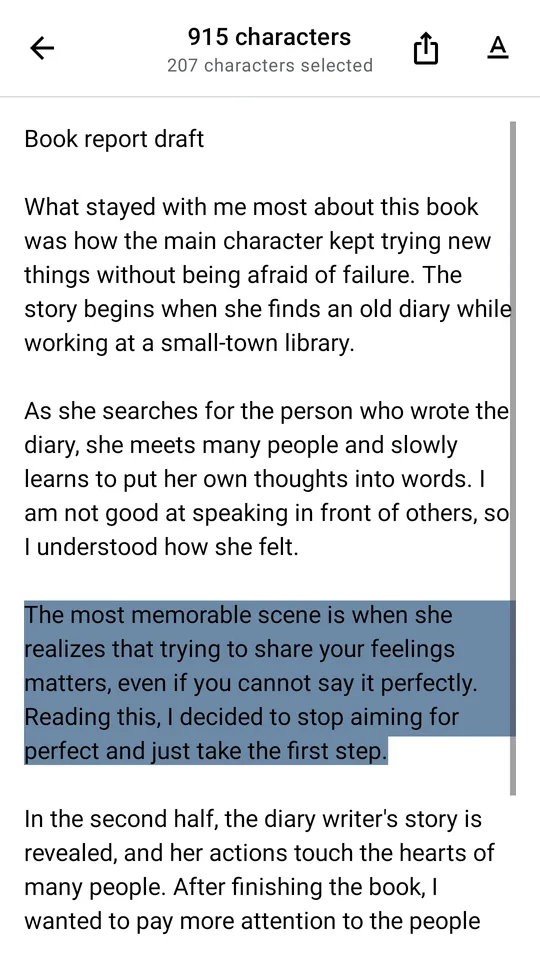 915 characters
207 characters selected
A
Book report draft
What stayed with me most about this book
was how the main character kept trying new
things without being afraid of failure. The
story begins when she finds an old diary while
working at a small-town library.
As she searches for the person who wrote the
diary, she meets many people and slowly
learns to put her own thoughts into words. I
am not good at speaking in front of others, so
I understood how she felt.
The most memorable scene is when she
realizes that trying to share your feelings
matters, even if you cannot say it perfectly.
Reading this, I decided to stop aiming for
perfect and just take the first step.
In the second half, the diary writer's story is
revealed, and her actions touch the hearts of
many people. After finishing the book, I
wanted to pay more attention to the people